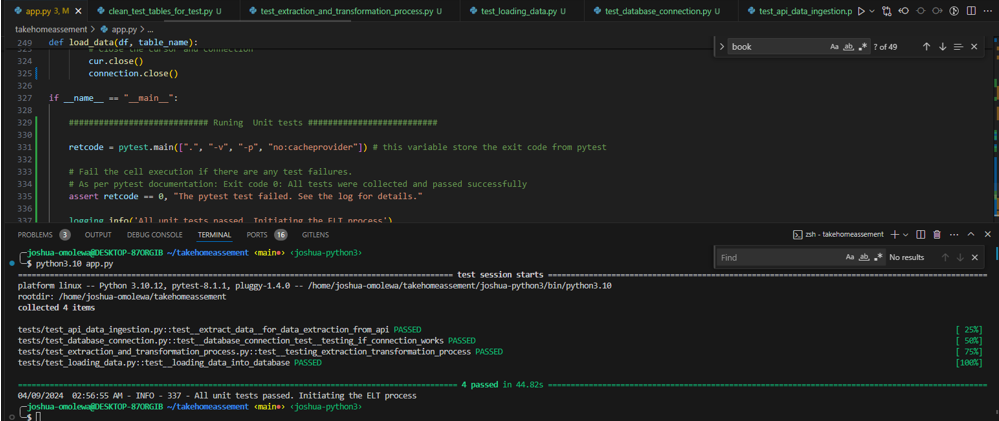 app.py 3, M
clean_test_tables_for_test.py U
test_extraction_and_transformation_process.py U
test_loading_data.py U
test_database_connection.py U
test_api_data_ingestion.p
takehomeassement > app.py > ...
249 def load_data(df, table_name):
book
Aa ab .* ? of 49
# Close the cursor and connection
324 cur.close()
325 connection.close()
326
327 if __name__ == "__main__":
328
329 ############################ Runing Unit tests ##########################
330
331 retcode = pytest.main([".", "-v", "-p", "no:cacheprovider"]) # this variable store the exit code from pytest
332
333 # Fail the cell execution if there are any test failures.
334 # As per pytest documentation: Exit code 0: All tests were collected and passed successfully
335 assert retcode == 0, "The pytest test failed. See the log for details."
336
337 logging.info('All unit tests passed. Initiating the ELT process')
PROBLEMS 3 OUTPUT DEBUG CONSOLE TERMINAL PORTS 16 GITLENS
zsh - takehomeassement
joshua-omolewa@DESKTOP-87ORGIB ~/takehomeassement ‹main●› ‹joshua-python3›
$ python3.10 app.py
Find
Aa ab .* No results
test session starts
platform linux -- Python 3.10.12, pytest-8.1.1, pluggy-1.4.0 -- /home/joshua-omolewa/takehomeassement/joshua-python3/bin/python3.10
rootdir: /home/joshua-omolewa/takehomeassement
collected 4 items
tests/test_api_data_ingestion.py::test__extract_data__for_data_extraction_from_api PASSED [ 25%]
tests/test_database_connection.py::test__database_connection_test__testing_if_connection_works PASSED [ 50%]
tests/test_extraction_and_transformation_process.py::test__testing_extraction_transformation_process PASSED [ 75%]
tests/test_loading_data.py::test__loading_data_into_database PASSED [100%]
4 passed in 44.82s
04/09/2024 02:56:55 AM - INFO - 337 - All unit tests passed. Initiating the ELT process
joshua-omolewa@DESKTOP-87ORGIB ~/takehomeassement ‹main●› ‹joshua-python3›
$